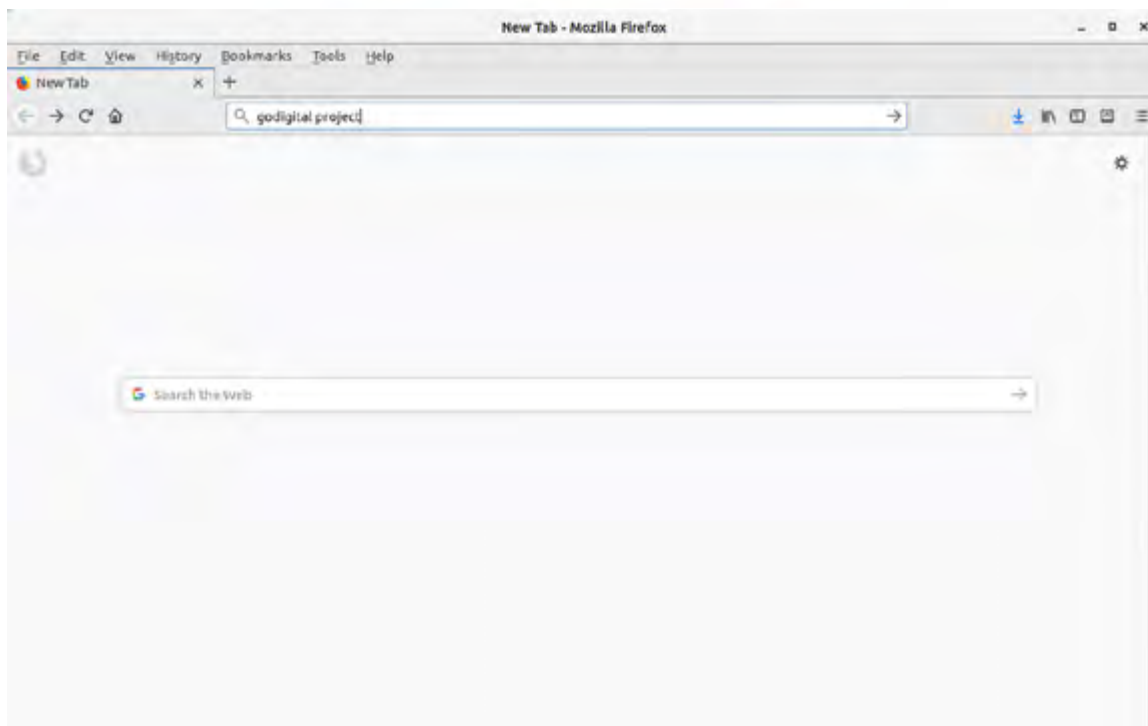 New Tab - Mozilla Firefox
File Edit View History Bookmarks Tools Help
New Tab
godigital project
Search the Web